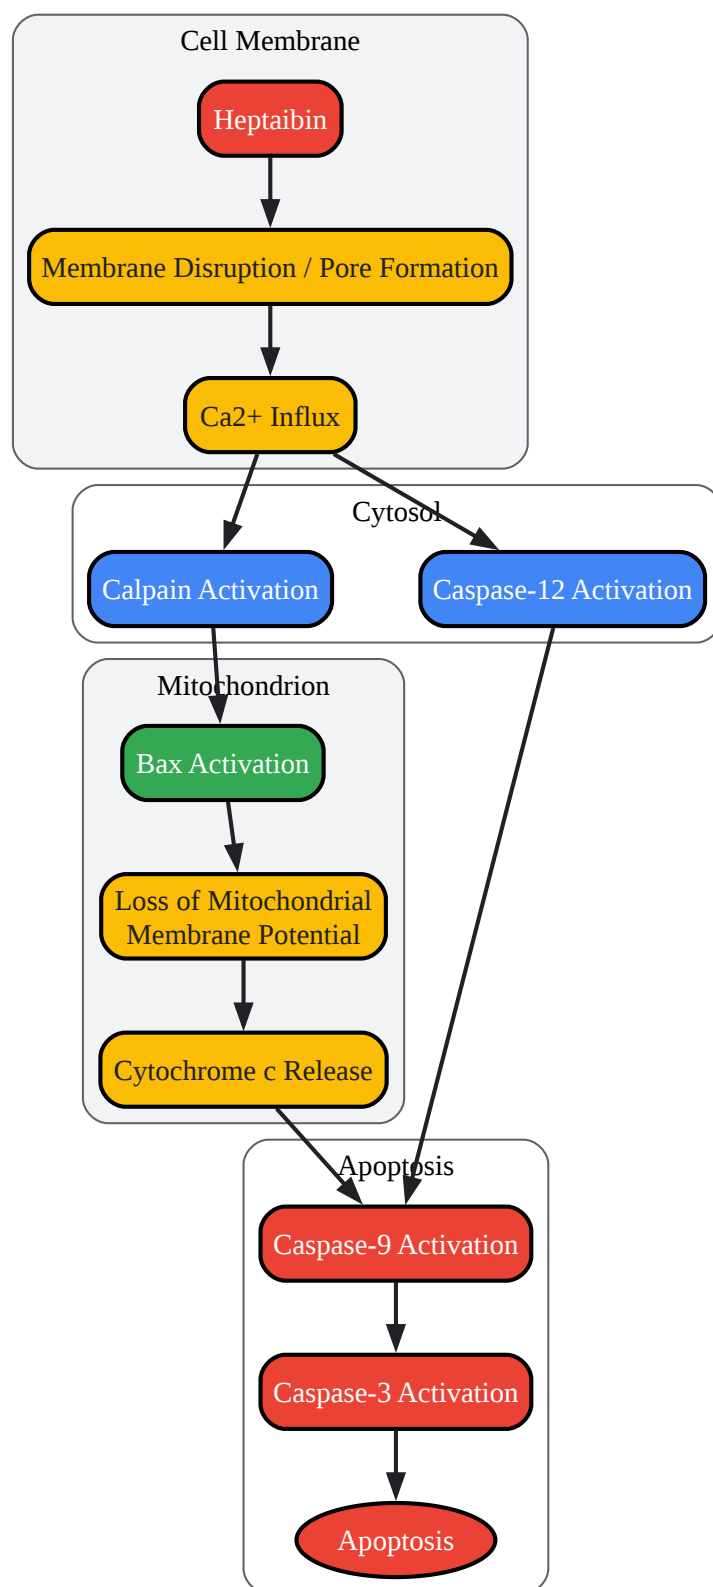 Cell Membrane
Heptaibin
Membrane Disruption / Pore Formation
Ca2+ Influx
Cytosol
Calpain Activation
Caspase-12 Activation
Mitochondrion
Bax Activation
Loss of Mitochondrial
Membrane Potential
Cytochrome c Release
Apoptosis
Caspase-9 Activation
Caspase-3 Activation
Apoptosis